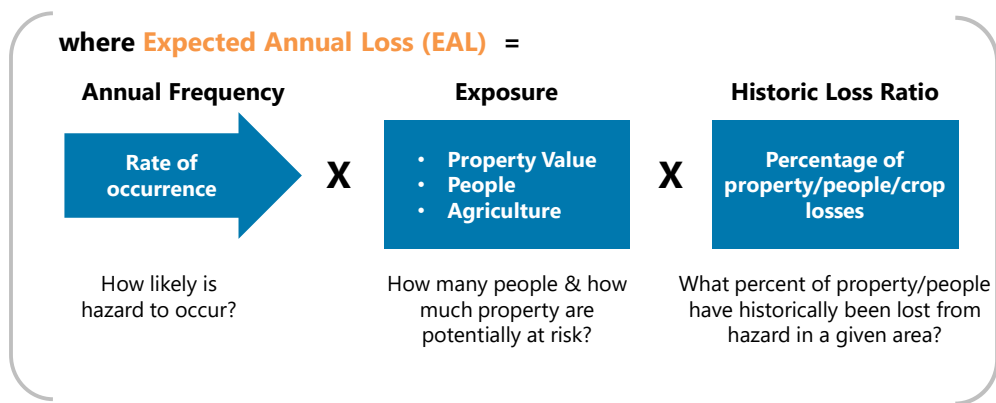 where Expected Annual Loss (EAL) =
Annual Frequency
Rate of
occurrence
How likely is
hazard to occur?
X
Exposure
• Property Value
• People
• Agriculture
How many people & how
much property are
potentially at risk?
X
Historic Loss Ratio
Percentage of
property/people/crop
losses
What percent of property/people
have historically been lost from
hazard in a given area?